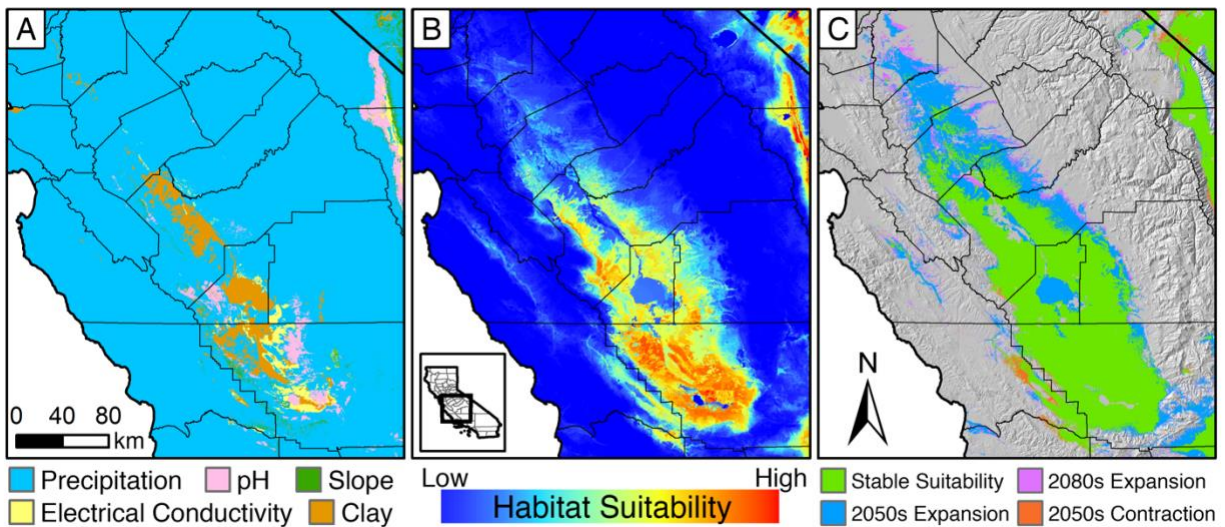 A
B
C
0 40 80
km
N
Precipitation pH Slope
Electrical Conductivity Clay
Low High
Habitat Suitability
Stable Suitability 2080s Expansion
2050s Expansion 2050s Contraction